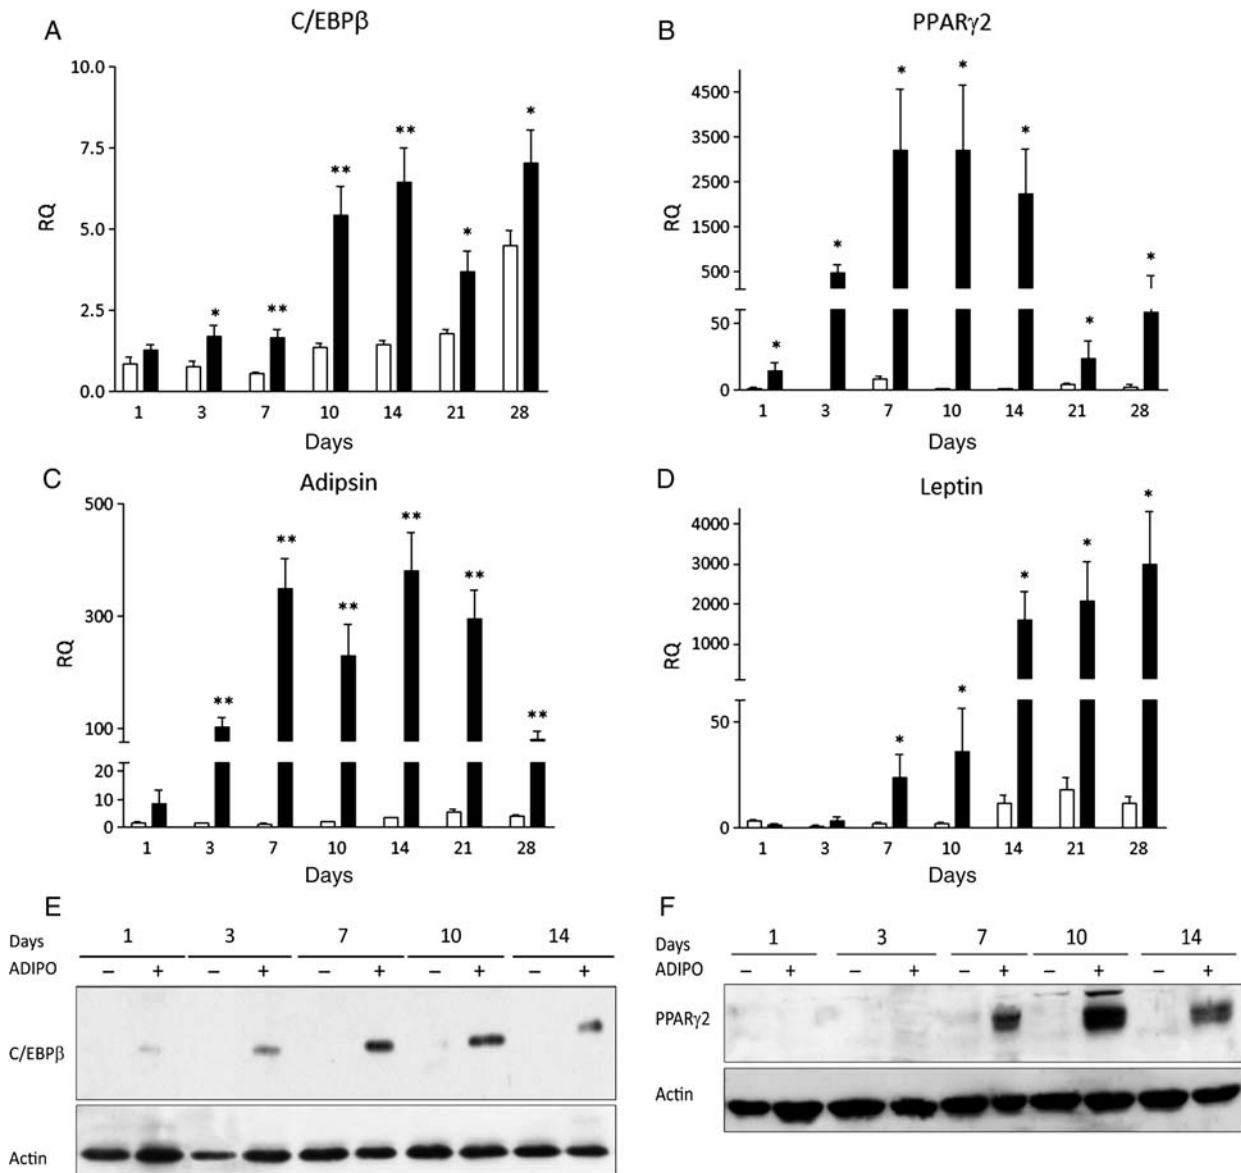 A
C/EBPβ
10.0
7.5
5.0
2.5
0.0
RQ
*
**
**
**
*
*
1 3 7 10 14 21 28
Days
B
PPARγ2
4500
3500
2500
1500
500
50
0
RQ
*
*
*
*
*
*
*
1 3 7 10 14 21 28
Days
C
Adipsin
500
300
100
20
10
0
RQ
**
**
**
**
**
**
1 3 7 10 14 21 28
Days
D
Leptin
4000
3000
2000
1000
50
0
RQ
*
*
*
*
*
1 3 7 10 14 21 28
Days
E
Days 1 3 7 10 14
ADIPO – + – + – + – + – +
C/EBPβ
Actin
F
Days 1 3 7 10 14
ADIPO – + – + – + – + – +
PPARγ2
Actin